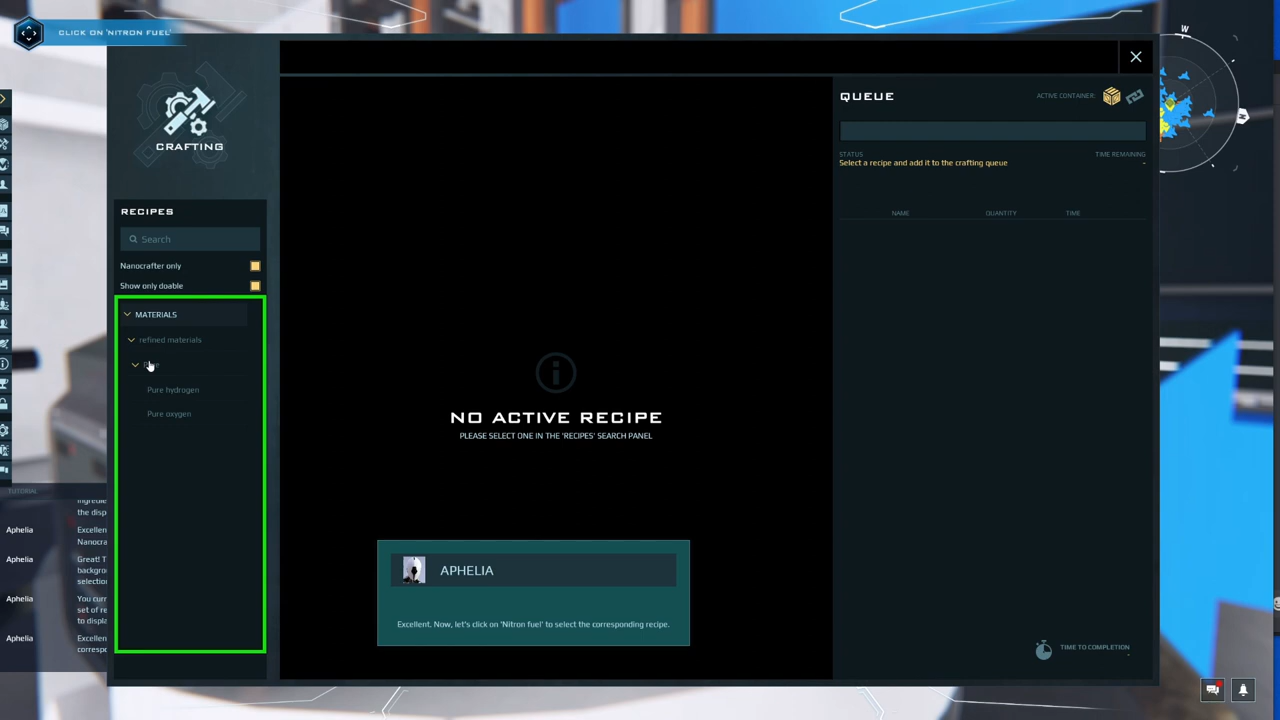 CLICK ON 'NITRON FUEL'
W
CRAFTING
RECIPES
Search
Nanocrafter only
Show only doable
MATERIALS
refined materials
Pure hydrogen
Pure oxygen
NO ACTIVE RECIPE
PLEASE SELECT ONE IN THE 'RECIPES' SEARCH PANEL
APHELIA
Excellent. Now, let's click on 'Nitron fuel' to select the corresponding recipe.
QUEUE
ACTIVE CONTAINER:
STATUS
TIME REMAINING
Select a recipe and add it to the crafting queue
-
NAME
QUANTITY
TIME
TIME TO COMPLETION
-
TUTORIAL
the disp
Aphelia
Excellen
Nanocra
Aphelia
Great! T
backgro
selection
Aphelia
You curr
set of re
to displa
Aphelia
Excellen
corresp